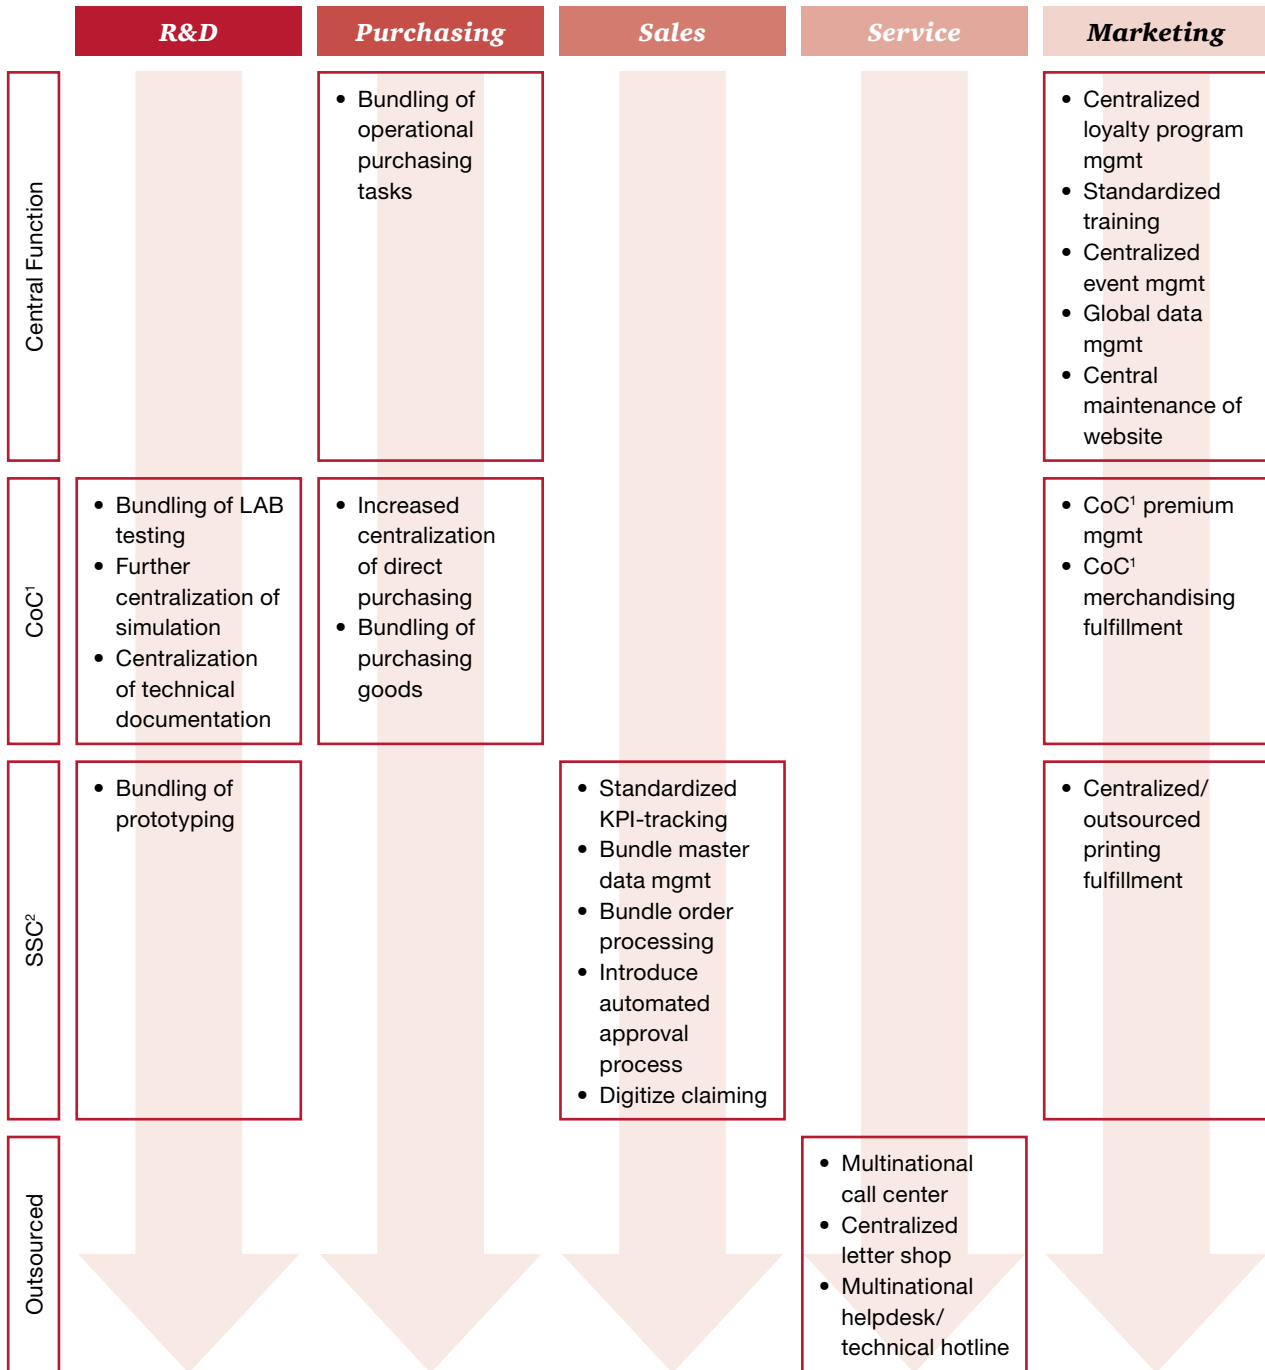 R&D
Purchasing
Sales
Service
Marketing
Central Function
• Bundling of
operational
purchasing
tasks
• Centralized
loyalty program
mgmt
• Standardized
training
• Centralized
event mgmt
• Global data
mgmt
• Central
maintenance of
website
CoC¹
• Bundling of LAB
testing
• Further
centralization of
simulation
• Centralization
of technical
documentation
• Increased
centralization
of direct
purchasing
• Bundling of
purchasing
goods
• CoC¹ premium
mgmt
• CoC¹
merchandising
fulfillment
SSC²
• Bundling of
prototyping
• Standardized
KPI-tracking
• Bundle master
data mgmt
• Bundle order
processing
• Introduce
automated
approval
process
• Digitize claiming
• Centralized/
outsourced
printing
fulfillment
Outsourced
• Multinational
call center
• Centralized
letter shop
• Multinational
helpdesk/
technical hotline